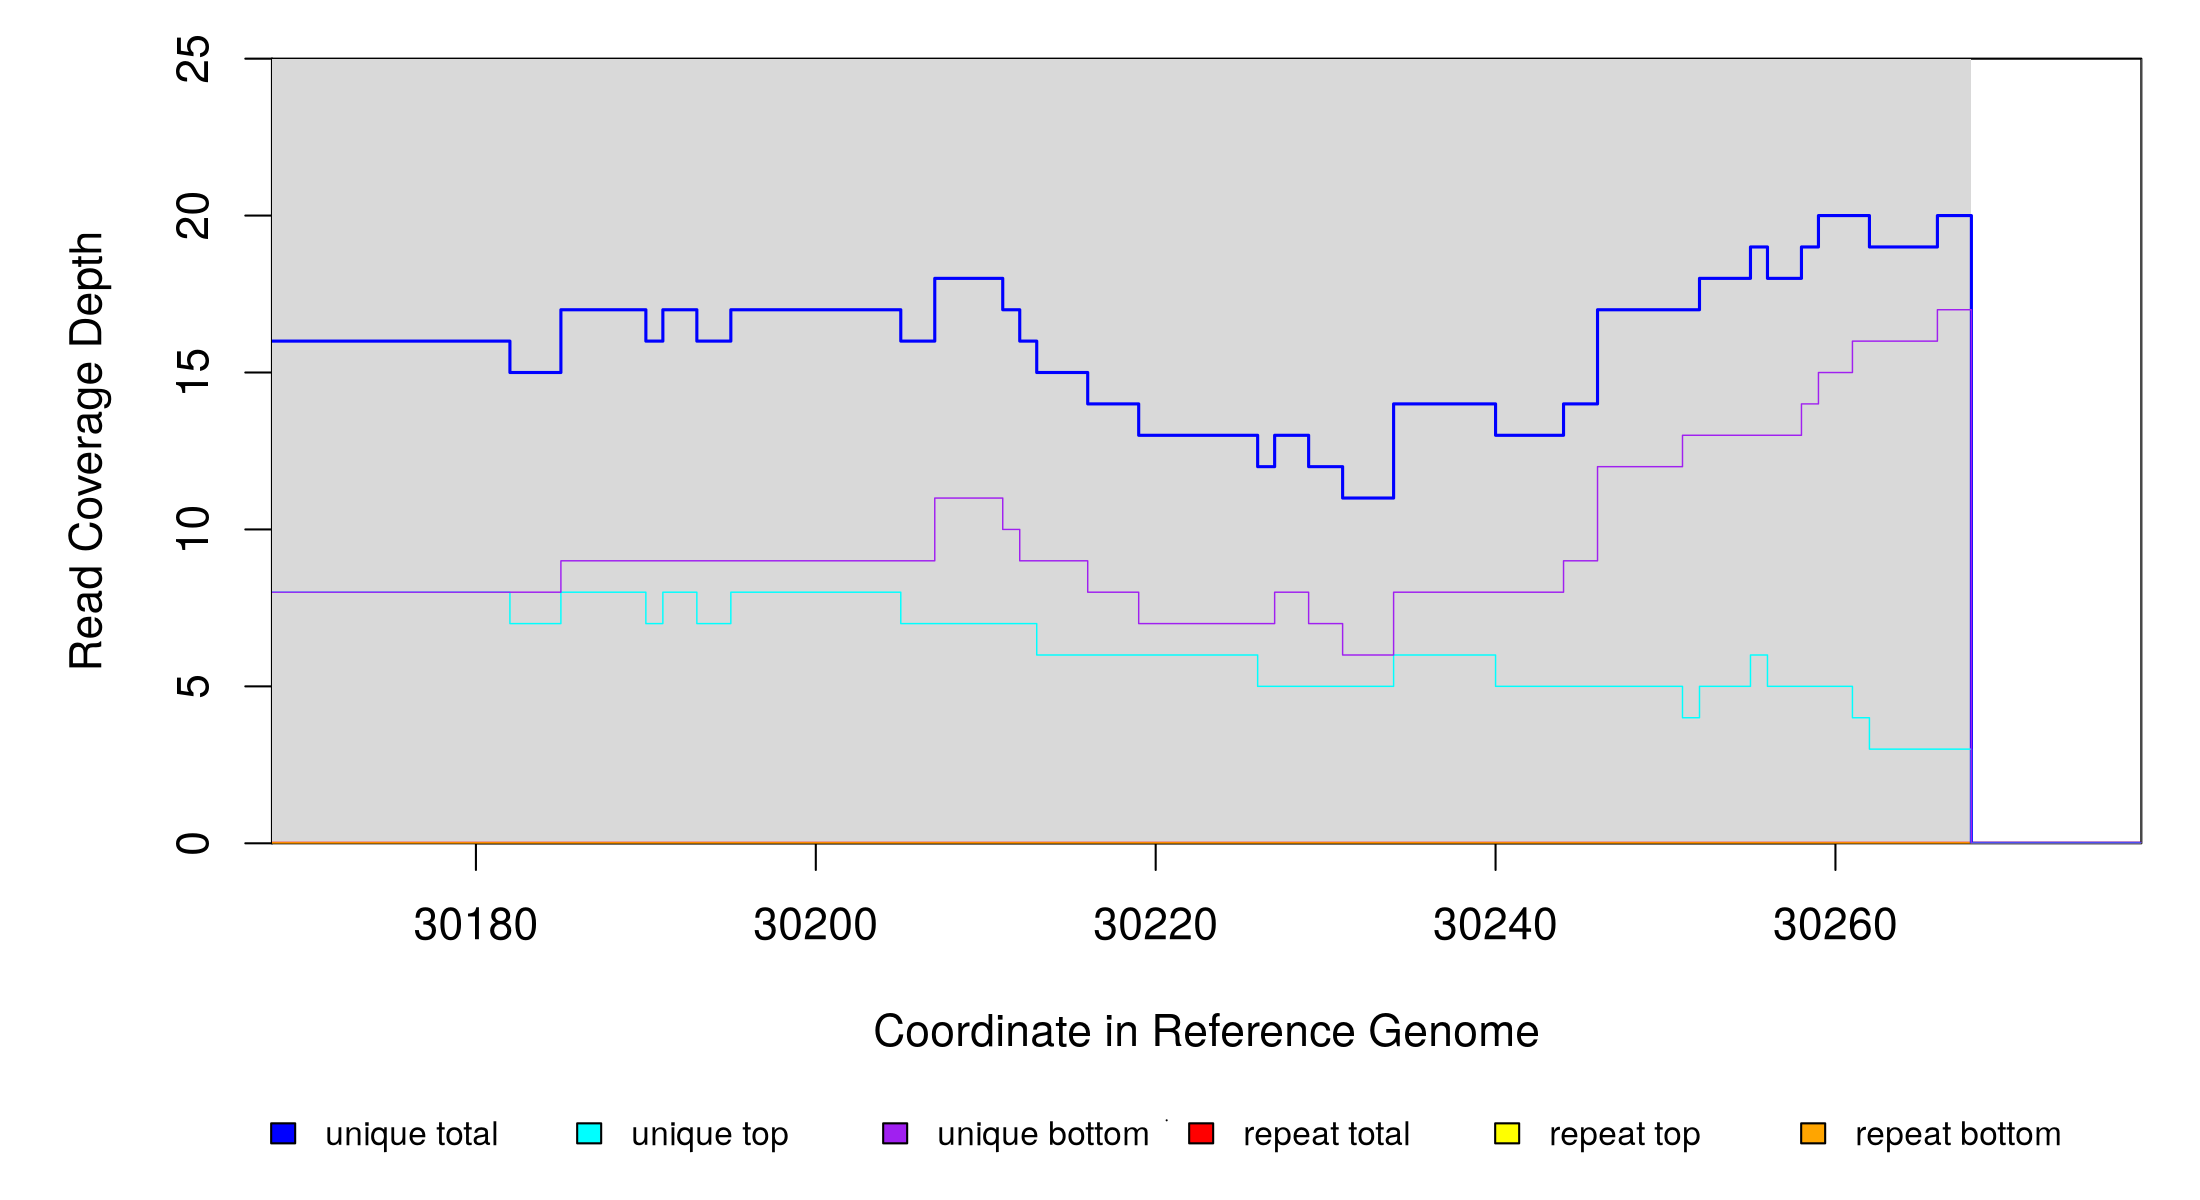 25
20
15
10
5
0
Read Coverage Depth
30180 30200 30220 30240 30260
Coordinate in Reference Genome
unique total unique top unique bottom repeat total repeat top repeat bottom